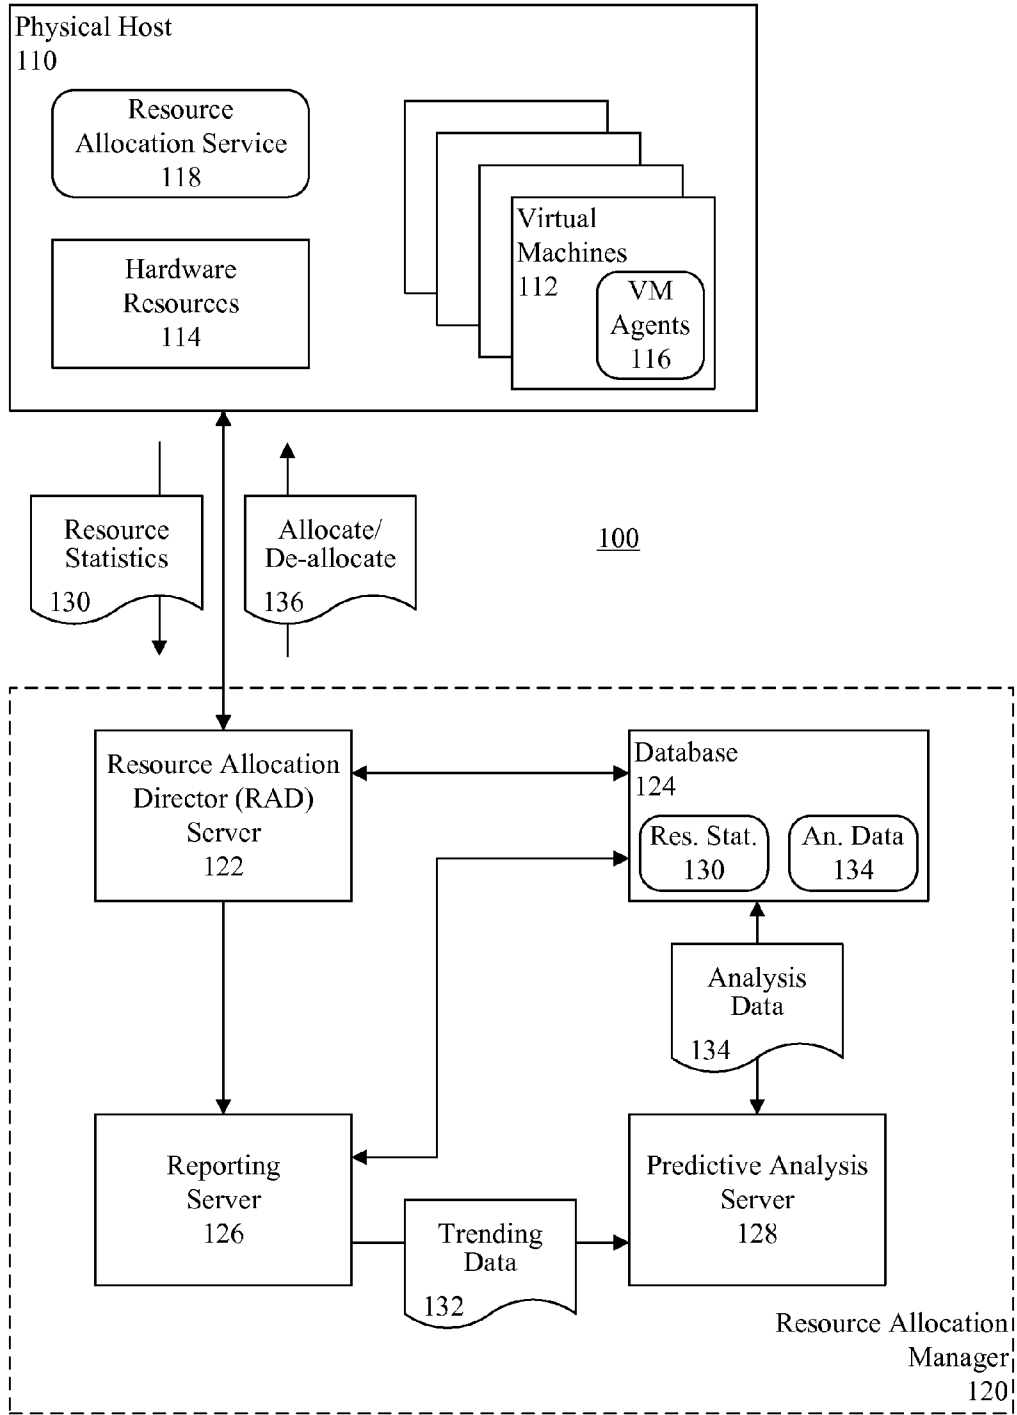 Physical Host
110
Resource
Allocation Service
118
Hardware
Resources
114
Virtual
Machines
112
VM
Agents
116
Resource
Statistics
130
Allocate/
De-allocate
136
100
Resource Allocation
Director (RAD)
Server
122
Database
124
Res. Stat.
130
An. Data
134
Analysis
Data
134
Reporting
Server
126
Trending
Data
132
Predictive Analysis
Server
128
Resource Allocation
Manager
120